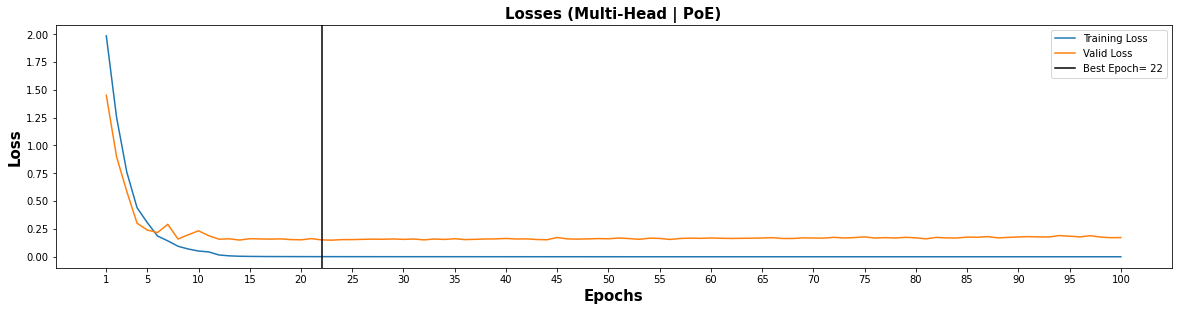 Losses (Multi-Head | PoE)
2.00
1.75
1.50
1.25
1.00
0.75
0.50
0.25
0.00
Loss
Training Loss
Valid Loss
Best Epoch= 22
1 5 10 15 20 25 30 35 40 45 50 55 60 65 70 75 80 85 90 95 100
Epochs